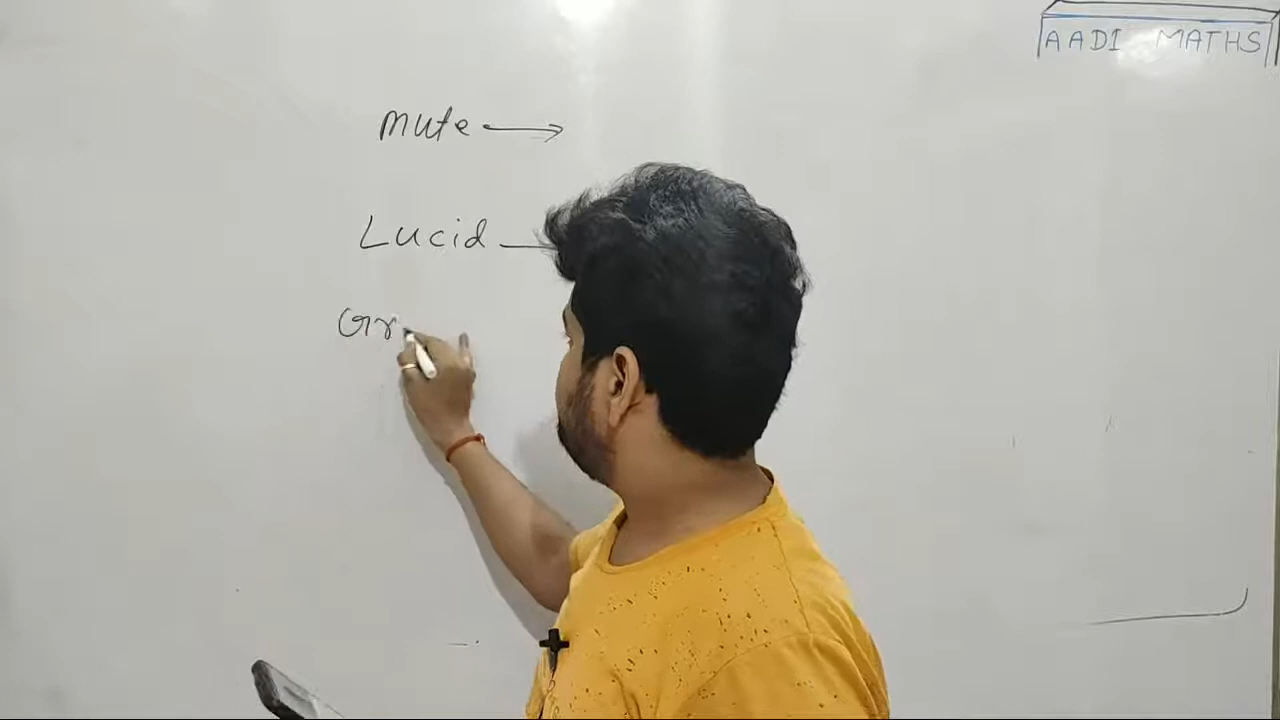 AADI MATHS
Mute →
Lucid
Gr